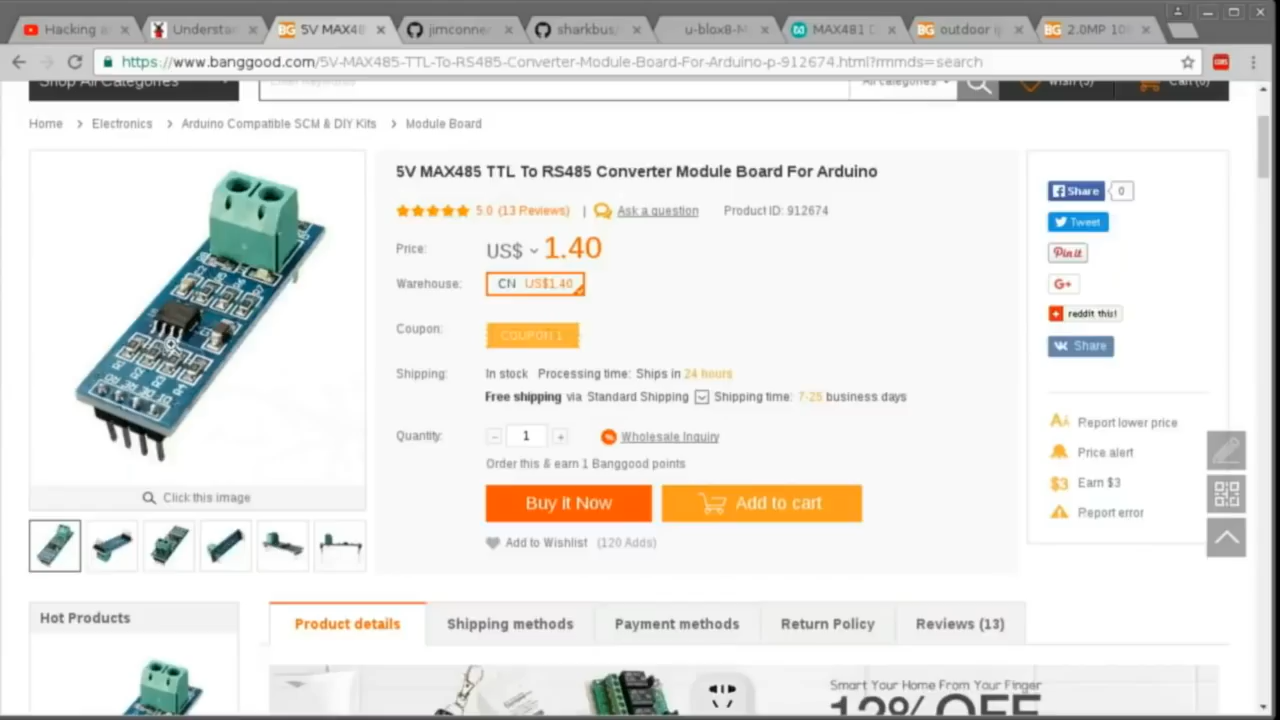 Hacking a
Understa
5V MAX48
jimconne
sharkbus
u-blox8-M
MAX481 D
outdoor i
2.0MP 10
https://www.banggood.com/5V-MAX485-TTL-To-RS485-Converter-Module-Board-For-Arduino-p-912674.html?rmmds=search
Shop All Categories
Home > Electronics > Arduino Compatible SCM & DIY Kits > Module Board
5V MAX485 TTL To RS485 Converter Module Board For Arduino
5.0 (13 Reviews) | Ask a question Product ID: 912674
Price: US$ 1.40
Warehouse: CN US$1.40
Coupon: COUPON 1
Shipping: In stock Processing time: Ships in 24 hours
Free shipping via Standard Shipping Shipping time: 7-25 business days
Quantity: - 1 + Wholesale Inquiry
Order this & earn 1 Banggood points
Buy it Now Add to cart
Add to Wishlist (120 Adds)
Click this image
Share 0
Tweet
Pin it
G+
reddit this!
Share
Report lower price
Price alert
$3 Earn $3
Report error
Hot Products
Product details Shipping methods Payment methods Return Policy Reviews (13)
Smart Your Home From Your Finger
12% OFF